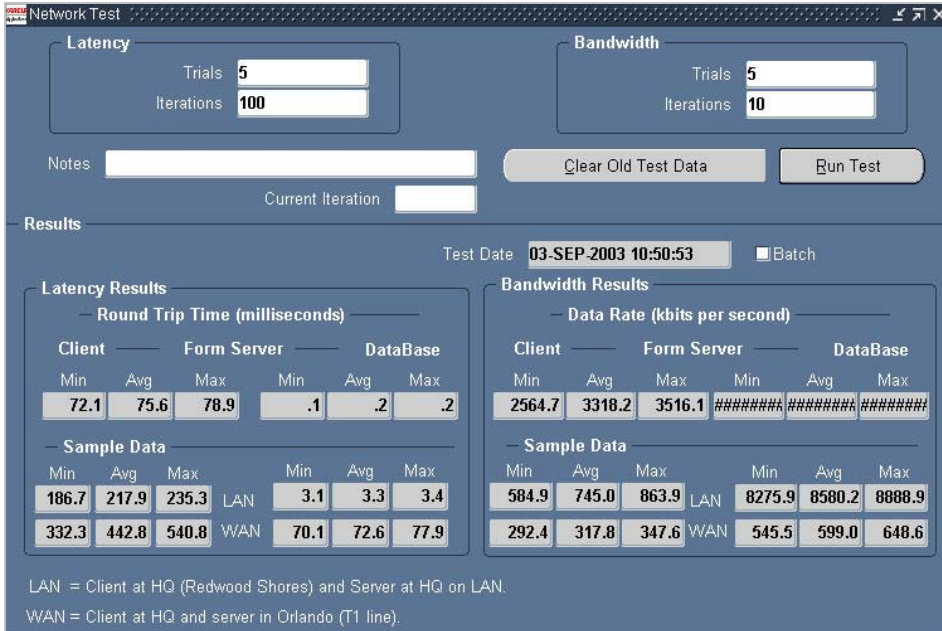 Network Test
Latency
Trials 5
Iterations 100
Bandwidth
Trials 5
Iterations 10
Notes
Clear Old Test Data
Run Test
Current Iteration
Results
Test Date 03-SEP-2003 10:50:53
Batch
Latency Results
Round Trip Time (milliseconds)
Client Form Server DataBase
Min Avg Max Min Avg Max
72.1 75.6 78.9 .1 .2 .2
Sample Data
Min Avg Max Min Avg Max
186.7 217.9 235.3 LAN 3.1 3.3 3.4
332.3 442.8 540.8 WAN 70.1 72.6 77.9
Bandwidth Results
Data Rate (kbits per second)
Client Form Server DataBase
Min Avg Max Min Avg Max
2564.7 3318.2 3516.1 ######## ######## ########
Sample Data
Min Avg Max Min Avg Max
584.9 745.0 863.9 LAN 8275.9 8580.2 8888.9
292.4 317.8 347.6 WAN 545.5 599.0 648.6
LAN = Client at HQ (Redwood Shores) and Server at HQ on LAN.
WAN = Client at HQ and server in Orlando (T1 line).